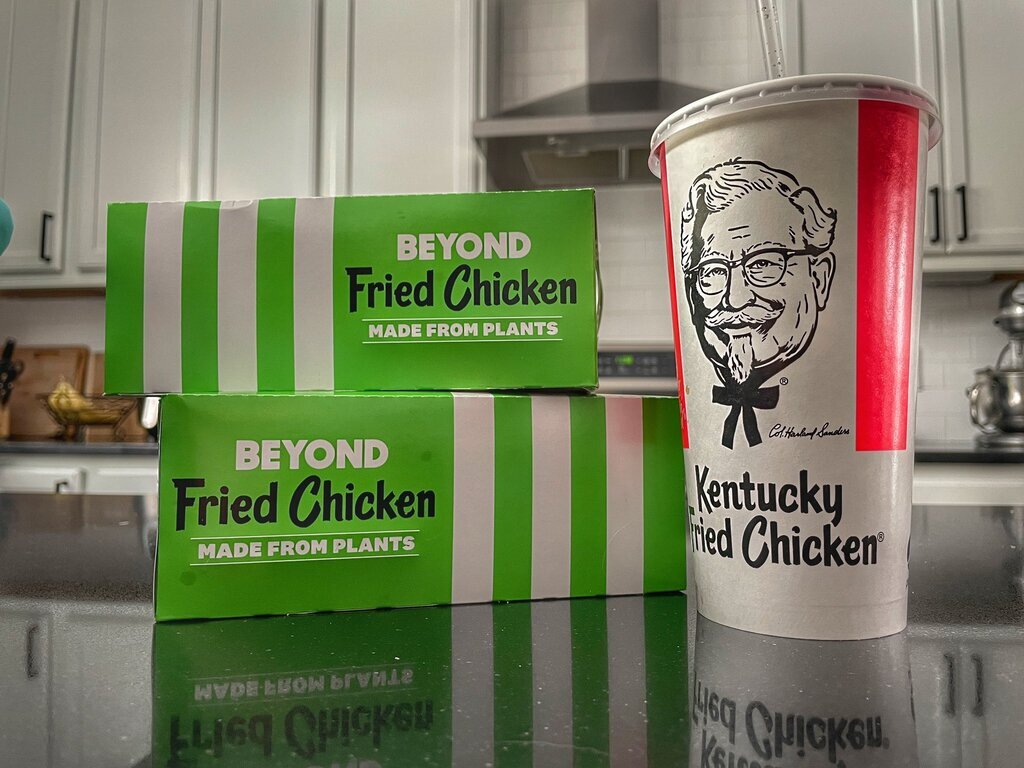 BEYOND
Fried Chicken
MADE FROM PLANTS
BEYOND
Fried Chicken
MADE FROM PLANTS
Col. Harland Sanders
Kentucky
Fried Chicken®